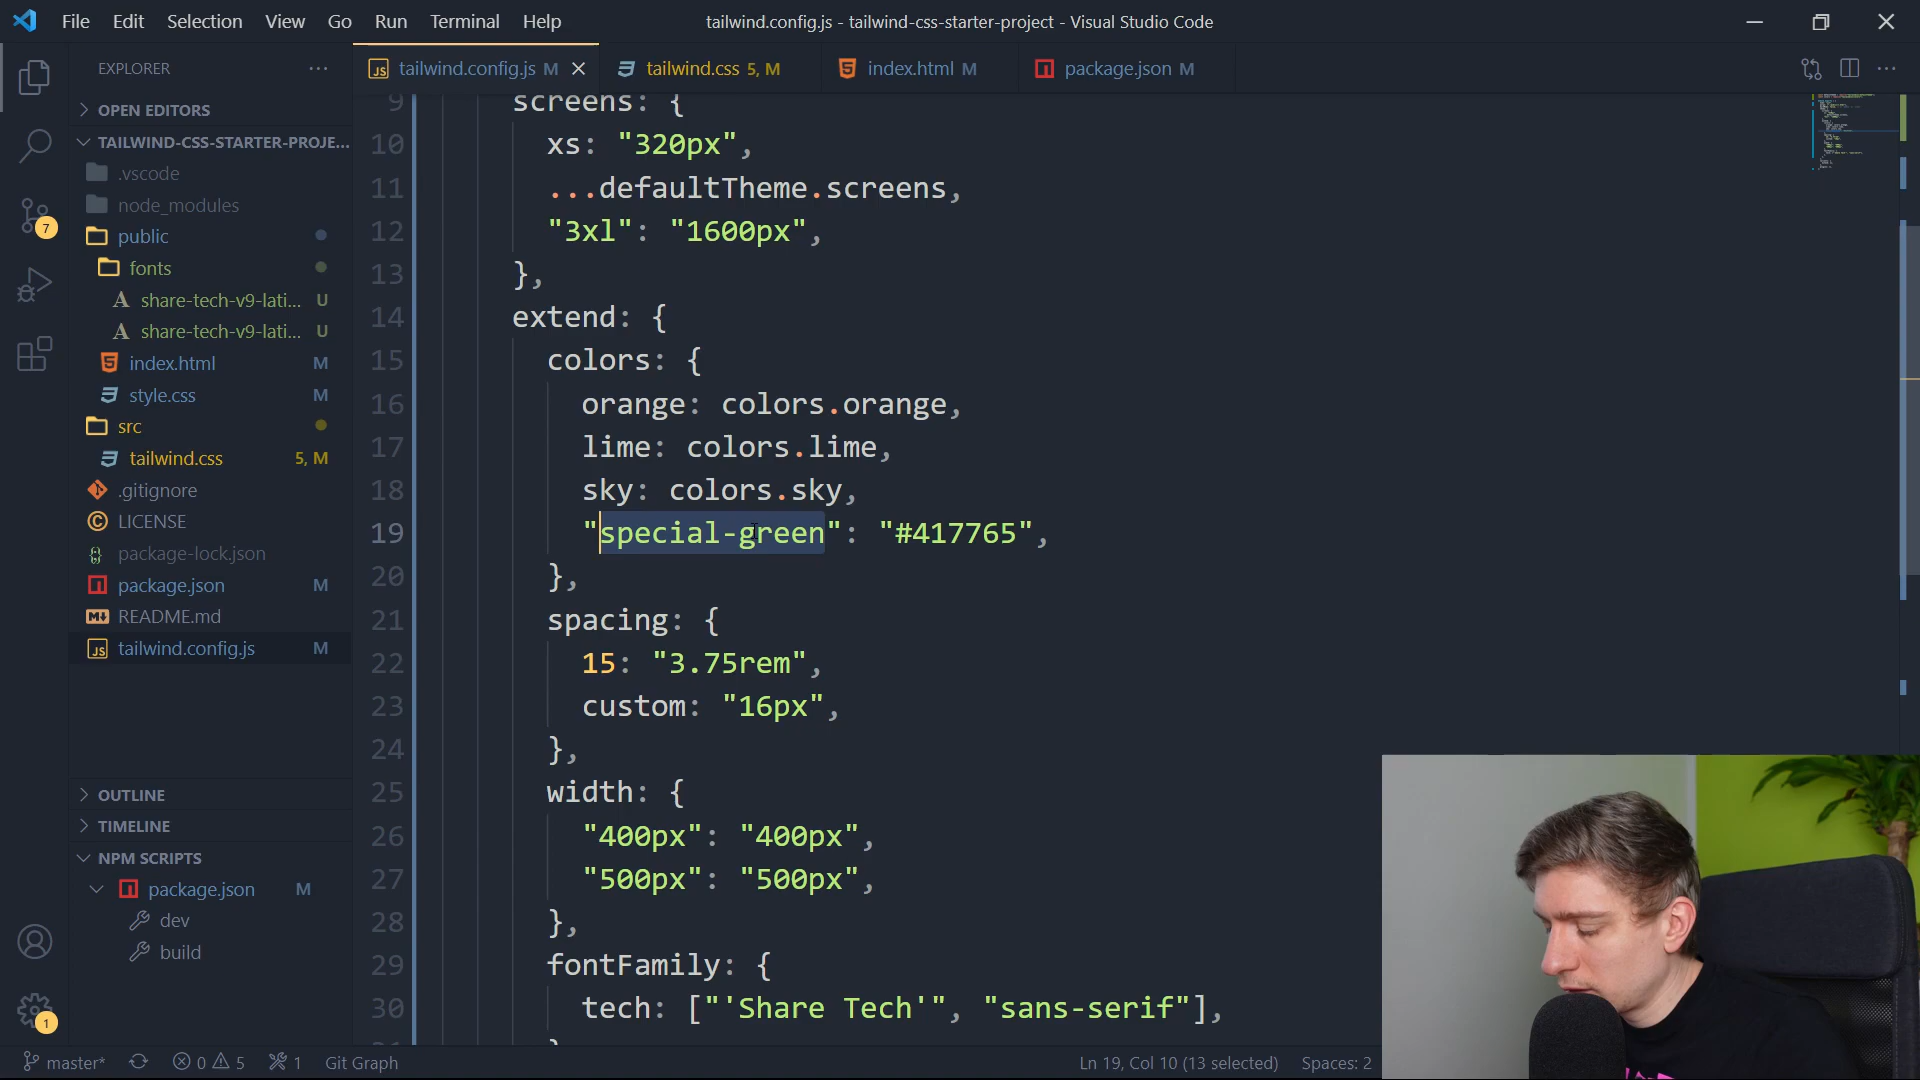 File Edit Selection View Go Run Terminal Help
tailwind.config.js - tailwind-css-starter-project - Visual Studio Code
EXPLORER
tailwind.config.js M
tailwind.css 5, M
index.html M
package.json M
OPEN EDITORS
TAILWIND-CSS-STARTER-PROJE...
.vscode
node_modules
public
fonts
share-tech-v9-lati... U
share-tech-v9-lati... U
index.html M
style.css M
src
tailwind.css 5, M
.gitignore
LICENSE
package-lock.json
package.json M
README.md
tailwind.config.js M
OUTLINE
TIMELINE
NPM SCRIPTS
package.json M
dev
build
7
1
9 screens: {
10 xs: "320px",
11 ...defaultTheme.screens,
12 "3xl": "1600px",
13 },
14 extend: {
15 colors: {
16 orange: colors.orange,
17 lime: colors.lime,
18 sky: colors.sky,
19 "special-green": "#417765",
20 },
21 spacing: {
22 15: "3.75rem",
23 custom: "16px",
24 },
25 width: {
26 "400px": "400px",
27 "500px": "500px",
28 },
29 fontFamily: {
30 tech: ["'Share Tech'", "sans-serif"],
master* 0 5 1 Git Graph
Ln 19, Col 10 (13 selected) Spaces: 2